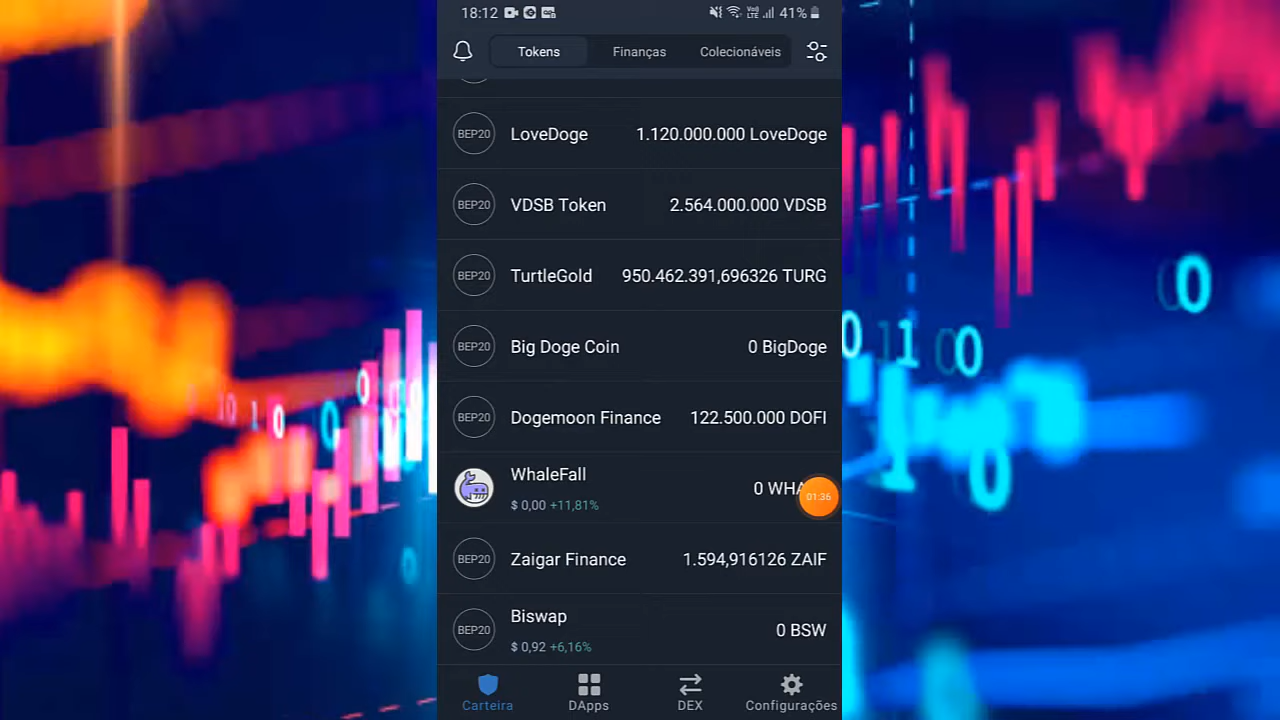 18:12 41%
Tokens Finanças Colecionáveis
BEP20 LoveDoge 1.120.000.000 LoveDoge
BEP20 VDSB Token 2.564.000.000 VDSB
BEP20 TurtleGold 950.462.391,696326 TURG
BEP20 Big Doge Coin 0 BigDoge
BEP20 Dogemoon Finance 122.500.000 DOFI
WhaleFall 0
$ 0,00 +11,81%
01:36
BEP20 Zaigar Finance 1.594,916126 ZAIF
BEP20 Biswap 0 BSW
$ 0,92 +6,16%
Carteira DApps DEX Configurações